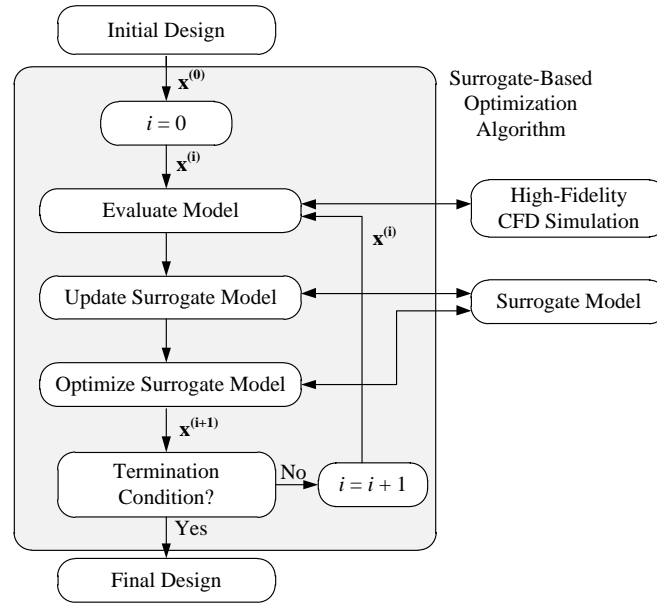 Initial Design
x(0)
Surrogate-Based
Optimization
Algorithm
i = 0
x(i)
Evaluate Model
High-Fidelity
CFD Simulation
x(i)
Update Surrogate Model
Surrogate Model
Optimize Surrogate Model
x(i+1)
Termination
Condition?
No
i = i + 1
Yes
Final Design